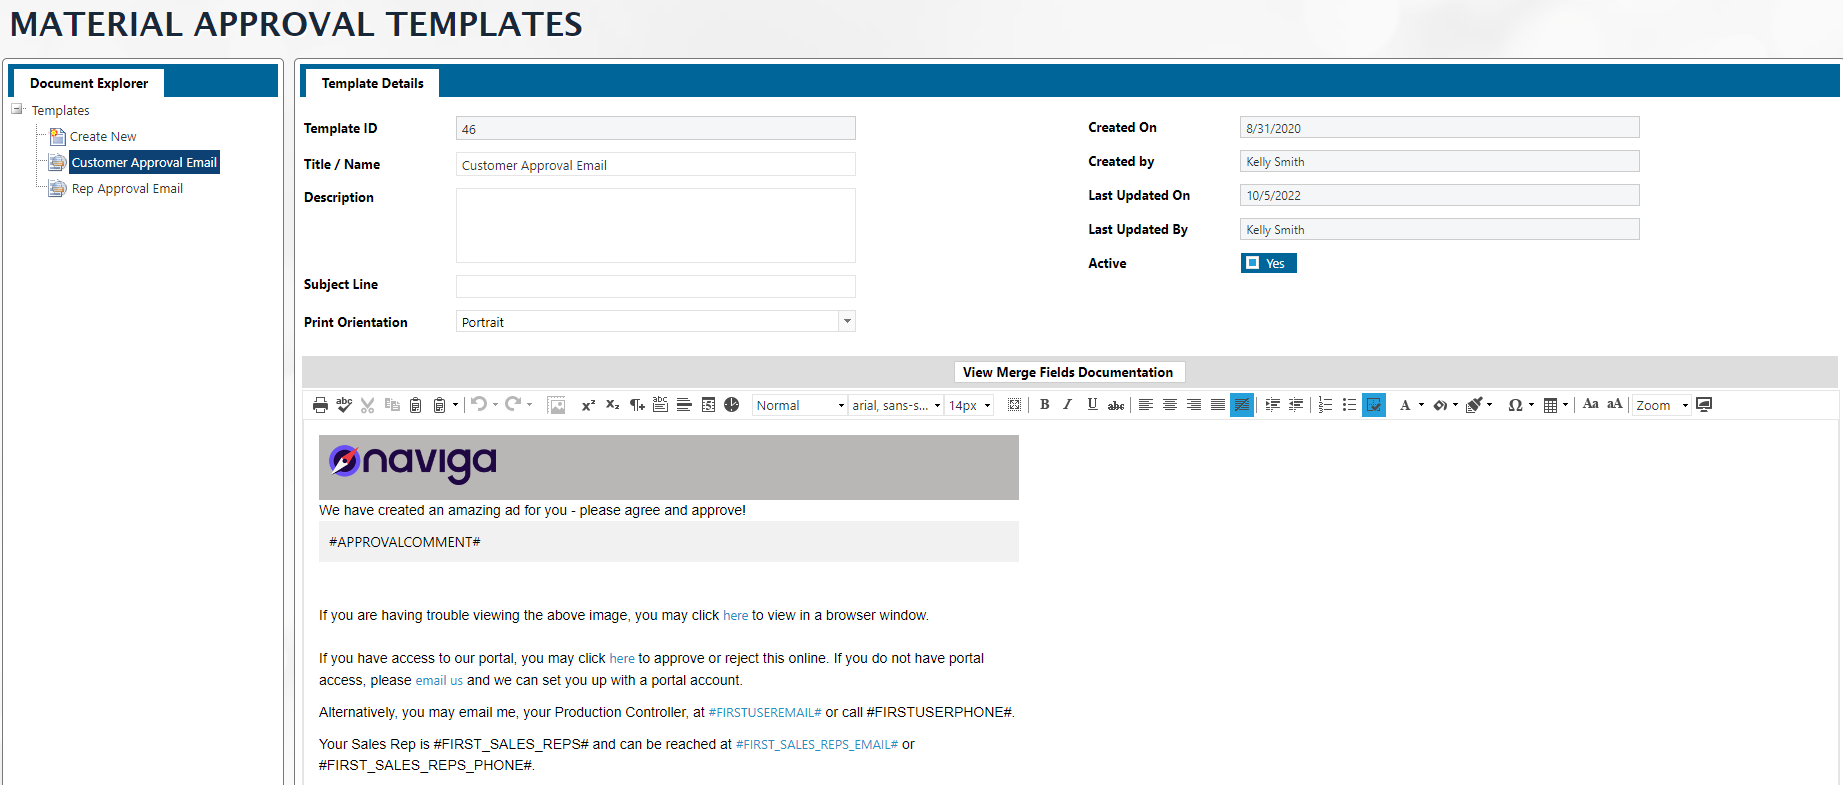 MATERIAL APPROVAL TEMPLATES
Document Explorer
Templates
Create New
Customer Approval Email
Rep Approval Email
Template Details
Template ID 46
Title / Name Customer Approval Email
Description
Subject Line
Print Orientation Portrait
Created On 8/31/2020
Created by Kelly Smith
Last Updated On 10/5/2022
Last Updated By Kelly Smith
Active Yes
View Merge Fields Documentation
Normal arial, sans-s... 14px B I U abc A Ω Aa aA Zoom
naviga
We have created an amazing ad for you - please agree and approve!
#APPROVALCOMMENT#
If you are having trouble viewing the above image, you may click here to view in a browser window.
If you have access to our portal, you may click here to approve or reject this online. If you do not have portal
access, please email us and we can set you up with a portal account.
Alternatively, you may email me, your Production Controller, at #FIRSTUSEREMAIL# or call #FIRSTUSERPHONE#.
Your Sales Rep is #FIRST_SALES_REPS# and can be reached at #FIRST_SALES_REPS_EMAIL# or
#FIRST_SALES_REPS_PHONE#.